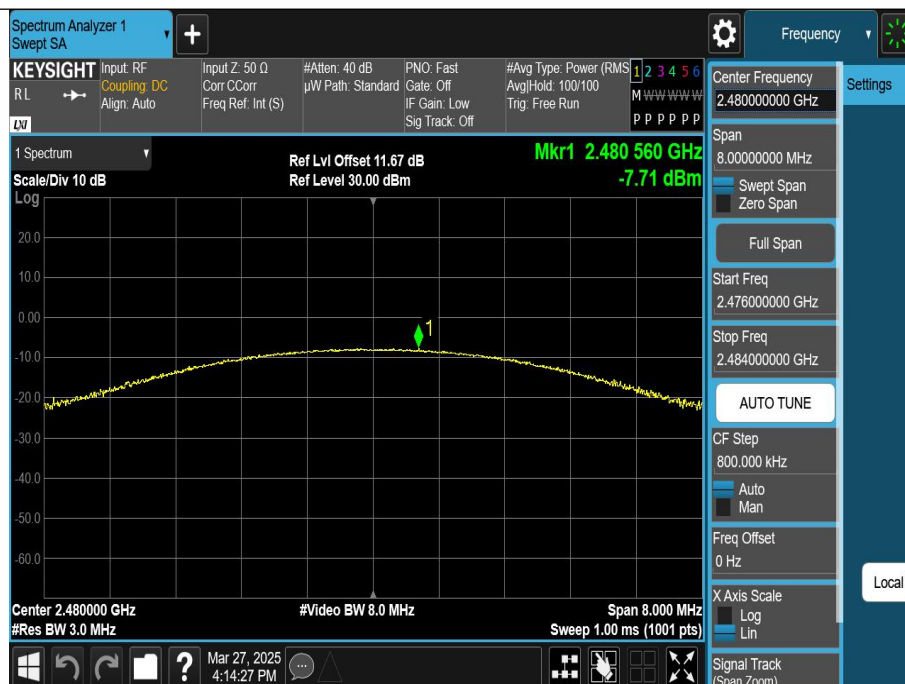 Spectrum Analyzer 1
Swept SA
+
Frequency
KEYSIGHT
RL
LXI
Input: RF
Coupling: DC
Align: Auto
Input Z: 50 Ω
Corr CCorr
Freq Ref: Int (S)
#Atten: 40 dB
µW Path: Standard
PNO: Fast
Gate: Off
IF Gain: Low
Sig Track: Off
#Avg Type: Power (RMS
Avg|Hold: 100/100
Trig: Free Run
1 2 3 4 5 6
M W W W W W
P P P P P P
1 Spectrum
Scale/Div 10 dB
Log
Ref Lvl Offset 11.67 dB
Ref Level 30.00 dBm
Mkr1 2.480 560 GHz
-7.71 dBm
20.0
10.0
0.00
-10.0
-20.0
-30.0
-40.0
-50.0
-60.0
1
Center 2.480000 GHz
#Res BW 3.0 MHz
#Video BW 8.0 MHz
Span 8.000 MHz
Sweep 1.00 ms (1001 pts)
Center Frequency
2.480000000 GHz
Settings
Span
8.00000000 MHz
Swept Span
Zero Span
Full Span
Start Freq
2.476000000 GHz
Stop Freq
2.484000000 GHz
AUTO TUNE
CF Step
800.000 kHz
Auto
Man
Freq Offset
0 Hz
X Axis Scale
Log
Lin
Local
Signal Track
(Span Zoom)
?
Mar 27, 2025
4:14:27 PM